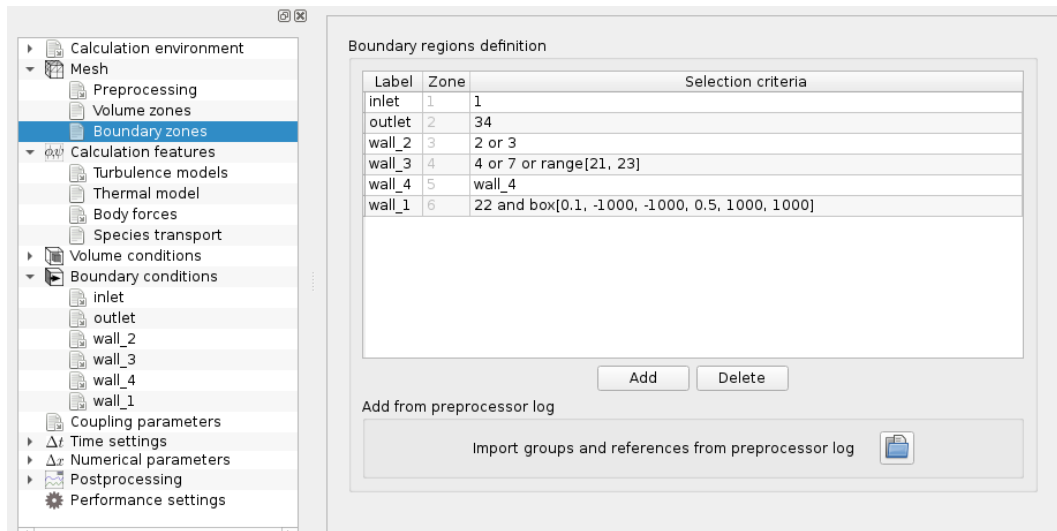 Calculation environment
Mesh
Preprocessing
Volume zones
Boundary zones
Calculation features
Turbulence models
Thermal model
Body forces
Species transport
Volume conditions
Boundary conditions
inlet
outlet
wall_2
wall_3
wall_4
wall_1
Coupling parameters
Δt Time settings
Δx Numerical parameters
Postprocessing
Performance settings
Boundary regions definition
Label Zone Selection criteria
inlet 1 1
outlet 2 34
wall_2 3 2 or 3
wall_3 4 4 or 7 or range[21, 23]
wall_4 5 wall_4
wall_1 6 22 and box[0.1, -1000, -1000, 0.5, 1000, 1000]
Add Delete
Add from preprocessor log
Import groups and references from preprocessor log